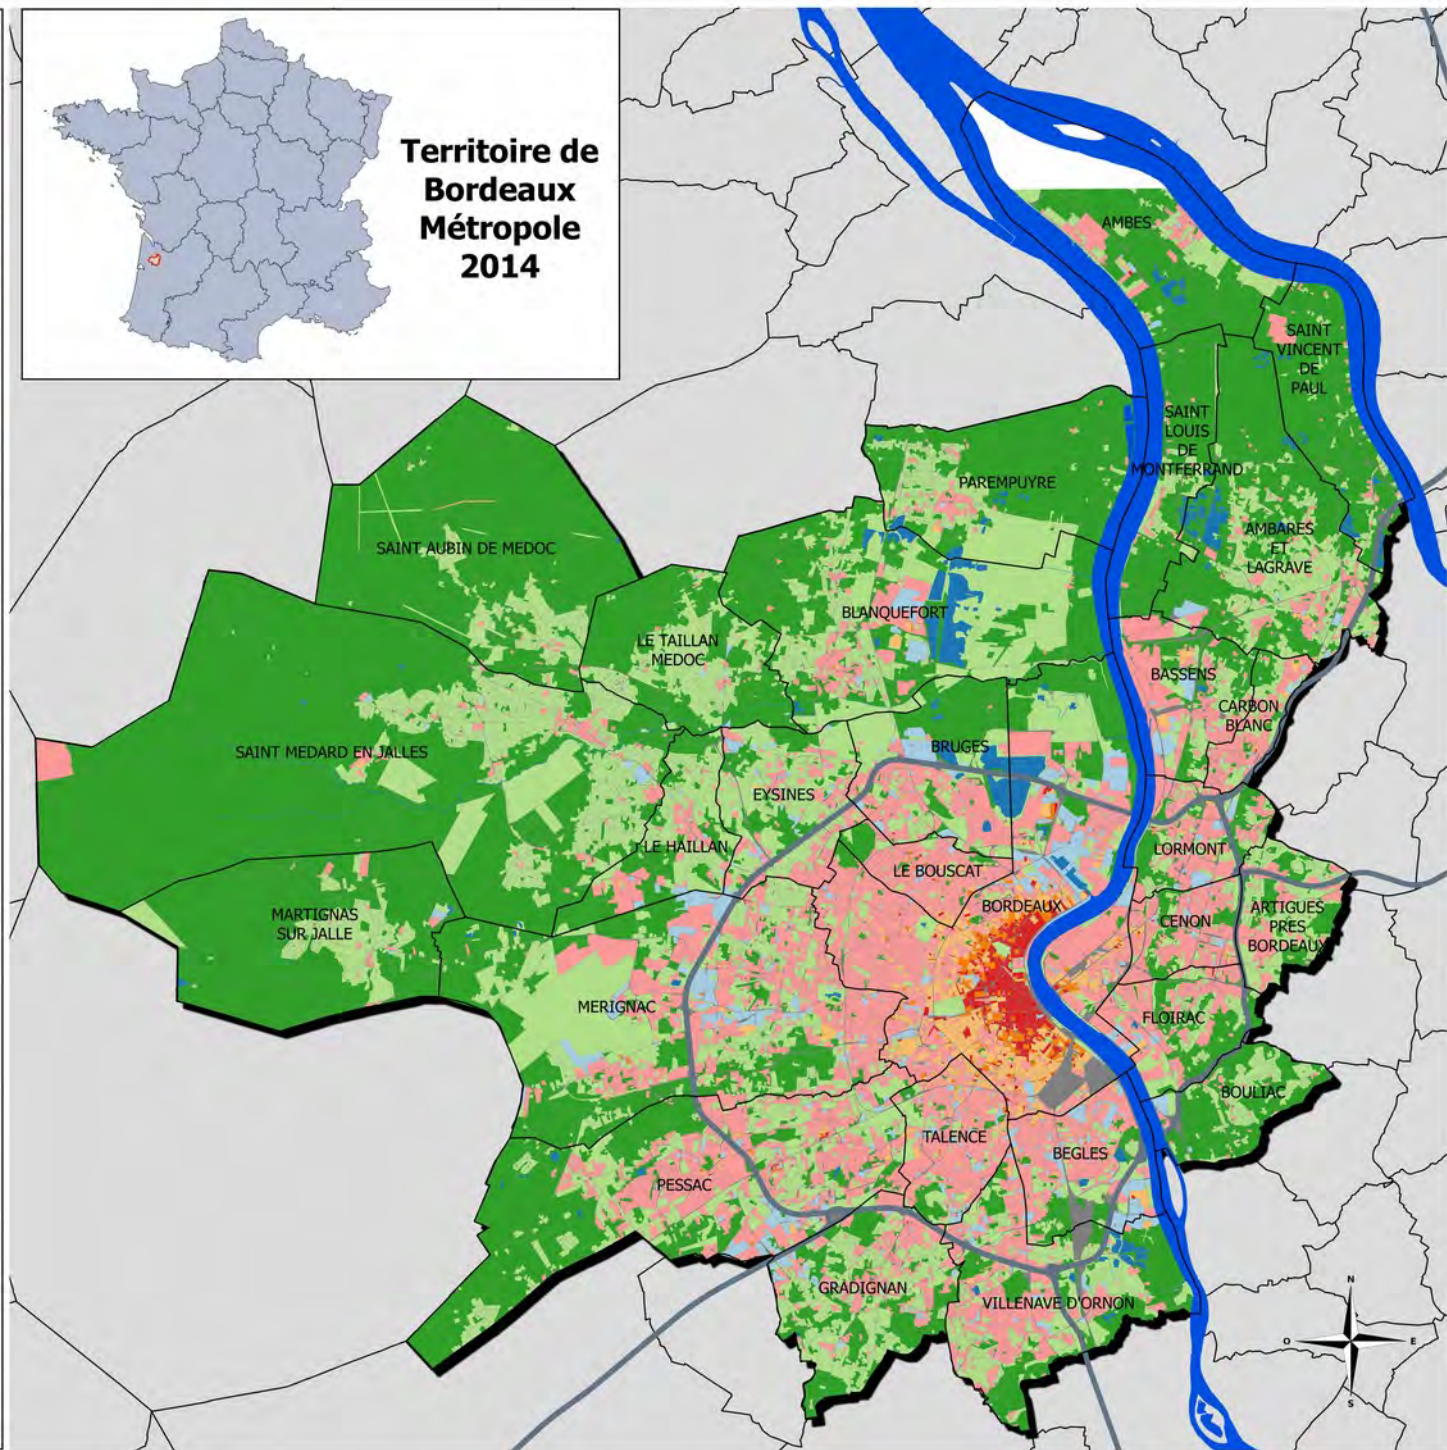 Territoire de
Bordeaux
Métropole
2014
AMBES
SAINT
VINCENT
DE
PAUL
SAINT
LOUIS
DE
MONTFERRAND
PAREMPUYRE
AMBARES
ET
LAGRAVE
SAINT AUBIN DE MEDOC
BLANQUEFORT
LE TAILLAN
MEDOC
BASSENS
CARBON
BLANC
SAINT MEDARD EN JALLES
BRUGES
EYSINES
LE HAILLAN
LORMONT
LE BOUSCAT
BORDEAUX
MARTIGNAS
SUR JALLE
CENON
ARTIGUES
PRES
BORDEAUX
MERIGNAC
FLOIRAC
BOULIAC
TALENCE
BEGLES
PESSAC
GRADIGNAN
VILLENAVE D'ORNON
N
O
E
S